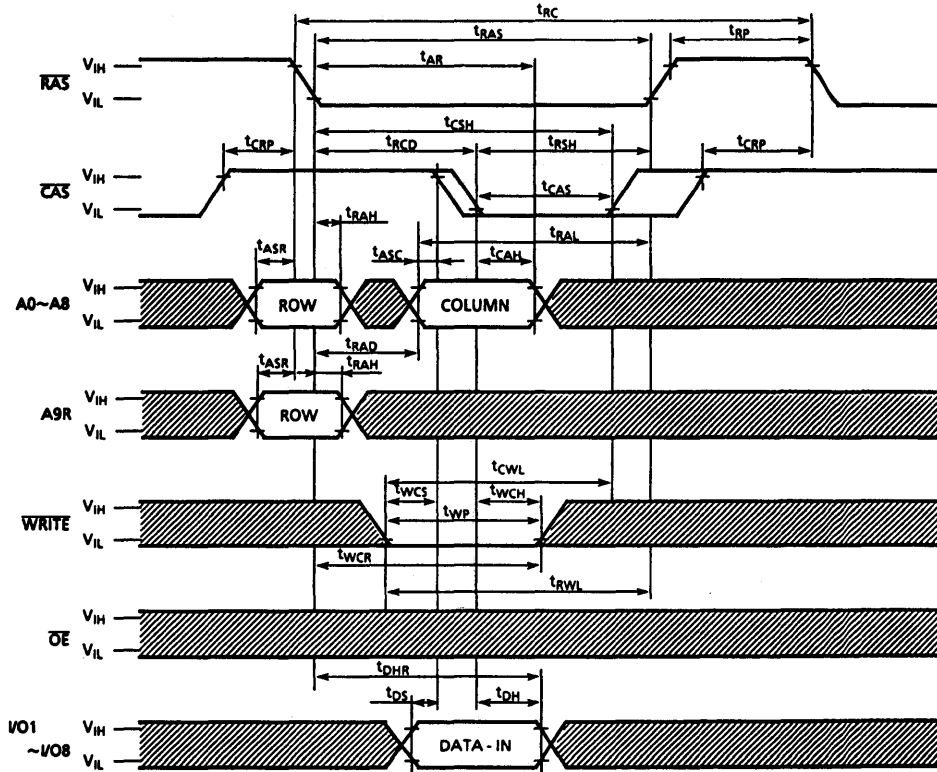 tRC
tRAS
tRP
tAR
RAS
VIH
VIL
tCSH
tCRP
tRCD
tRSH
tCRP
CAS
VIH
VIL
tCAS
tRAH
tRAL
tASR
tASC
tCAH
A0~A8
VIH
VIL
ROW
COLUMN
tRAD
tASR
tRAH
A9R
VIH
VIL
ROW
tCWL
tWCS
tWCH
WRITE
VIH
VIL
tWP
tWCR
tRWL
OE
VIH
VIL
tDHR
tDS
tDH
I/O1
~I/O8
VIH
VIL
DATA - IN